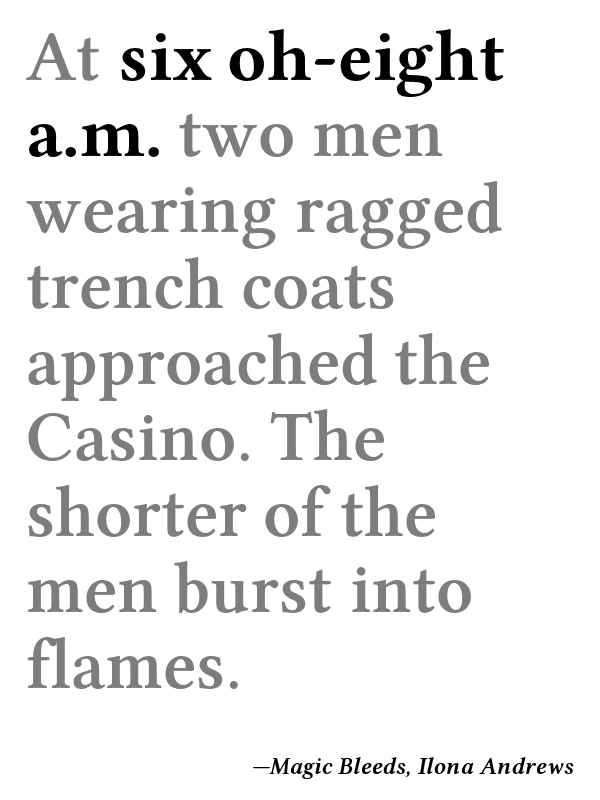 At six oh-eight
a.m. two men
wearing ragged
trench coats
approached the
Casino. The
shorter of the
men burst into
flames.
—Magic Bleeds, Ilona Andrews